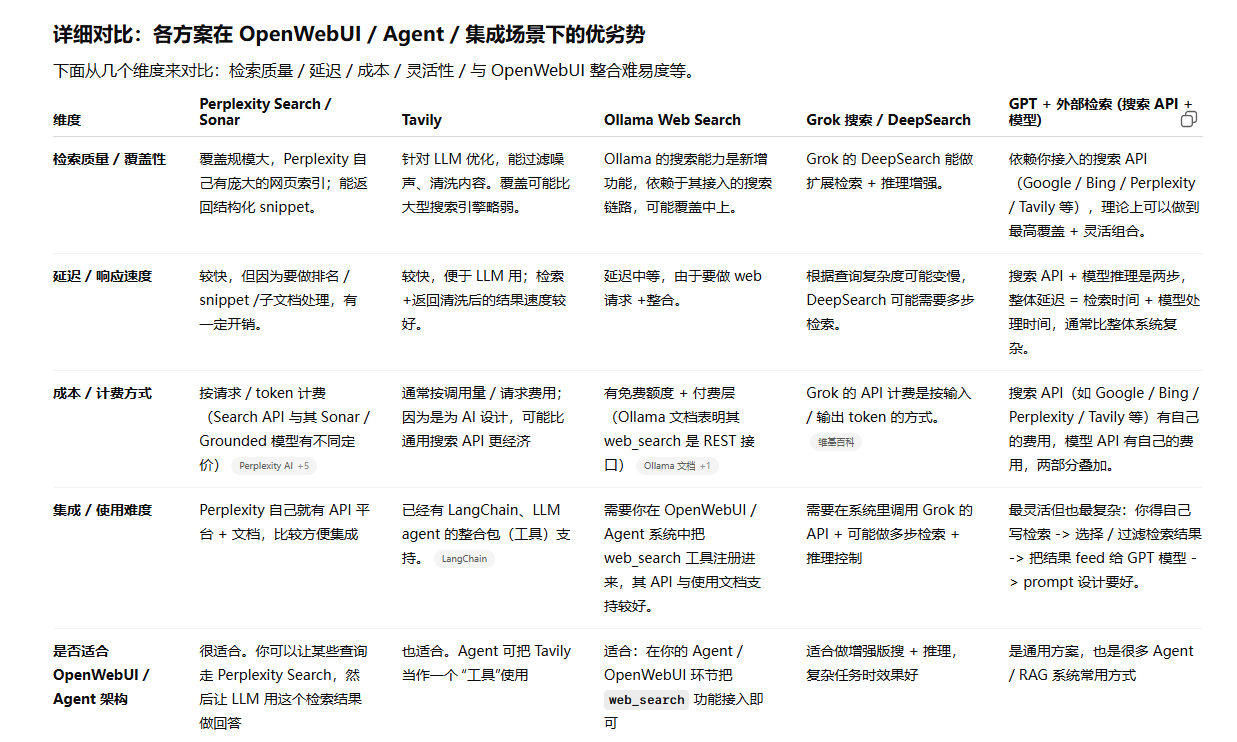 详细对比：各方案在 OpenWebUI / Agent / 集成场景下的优劣势
下面从几个维度来对比：检索质量 / 延迟 / 成本 / 灵活性 / 与 OpenWebUI 整合难易度等。
维度
Perplexity Search /
Sonar
Tavily
Ollama Web Search
Grok 搜索 / DeepSearch
GPT + 外部检索 (搜索 API +
模型)
检索质量 / 覆盖性
覆盖规模大，Perplexity 自
己有庞大的网页索引；能返
回结构化 snippet。
针对 LLM 优化，能过滤噪
声、清洗内容。覆盖可能比
大型搜索引擎略弱。
Ollama 的搜索能力是新增
功能，依赖于其接入的搜索
链路，可能覆盖中上。
Grok 的 DeepSearch 能做
扩展检索 + 推理增强。
依赖你接入的搜索 API
（Google / Bing / Perplexity
/ Tavily 等），理论上可以做到
最高覆盖 + 灵活组合。
延迟 / 响应速度
较快，但因为要做排名 /
snippet /子文档处理，有
一定开销。
较快，便于 LLM 用；检索
+返回清洗后的结果速度较
好。
延迟中等，由于要做 web
请求 +整合。
根据查询复杂度可能变慢，
DeepSearch 可能需要多步
检索。
搜索 API + 模型推理是两步，
整体延迟 = 检索时间 + 模型处
理时间，通常比整体系统复
杂。
成本 / 计费方式
按请求 / token 计费
（Search API 与其 Sonar /
Grounded 模型有不同定
价） Perplexity AI +5
通常按调用量 / 请求费用；
因为是为 AI 设计，可能比
通用搜索 API 更经济
有免费额度 + 付费层
（Ollama 文档表明其
web_search 是 REST 接
口） Ollama 文档 +1
Grok 的 API 计费是按输入
/ 输出 token 的方式。
维基百科
搜索 API（如 Google / Bing /
Perplexity / Tavily 等）有自己
的费用，模型 API 有自己的费
用，两部分叠加。
集成 / 使用难度
Perplexity 自己就有 API 平
台 + 文档，比较方便集成
已经有 LangChain、LLM
agent 的整合包（工具）支
持。 LangChain
需要你在 OpenWebUI /
Agent 系统中把
web_search 工具注册进
来，其 API 与使用文档支
持较好。
需要在系统里调用 Grok 的
API + 可能做多步检索 +
推理控制
最灵活但也最复杂：你得自己
写检索 -> 选择 / 过滤检索结果
-> 把结果 feed 给 GPT 模型 -
> prompt 设计要好。
是否适合
OpenWebUI /
Agent 架构
很适合。你可以让某些查询
走 Perplexity Search，然
后让 LLM 用这个检索结果
做回答
也适合。Agent 可把 Tavily
当作一个 “工具”使用
适合：在你的 Agent /
OpenWebUI 环节把
web_search 功能接入即
可
适合做增强版搜 + 推理，
复杂任务时效果好
是通用方案，也是很多 Agent
/ RAG 系统常用方式